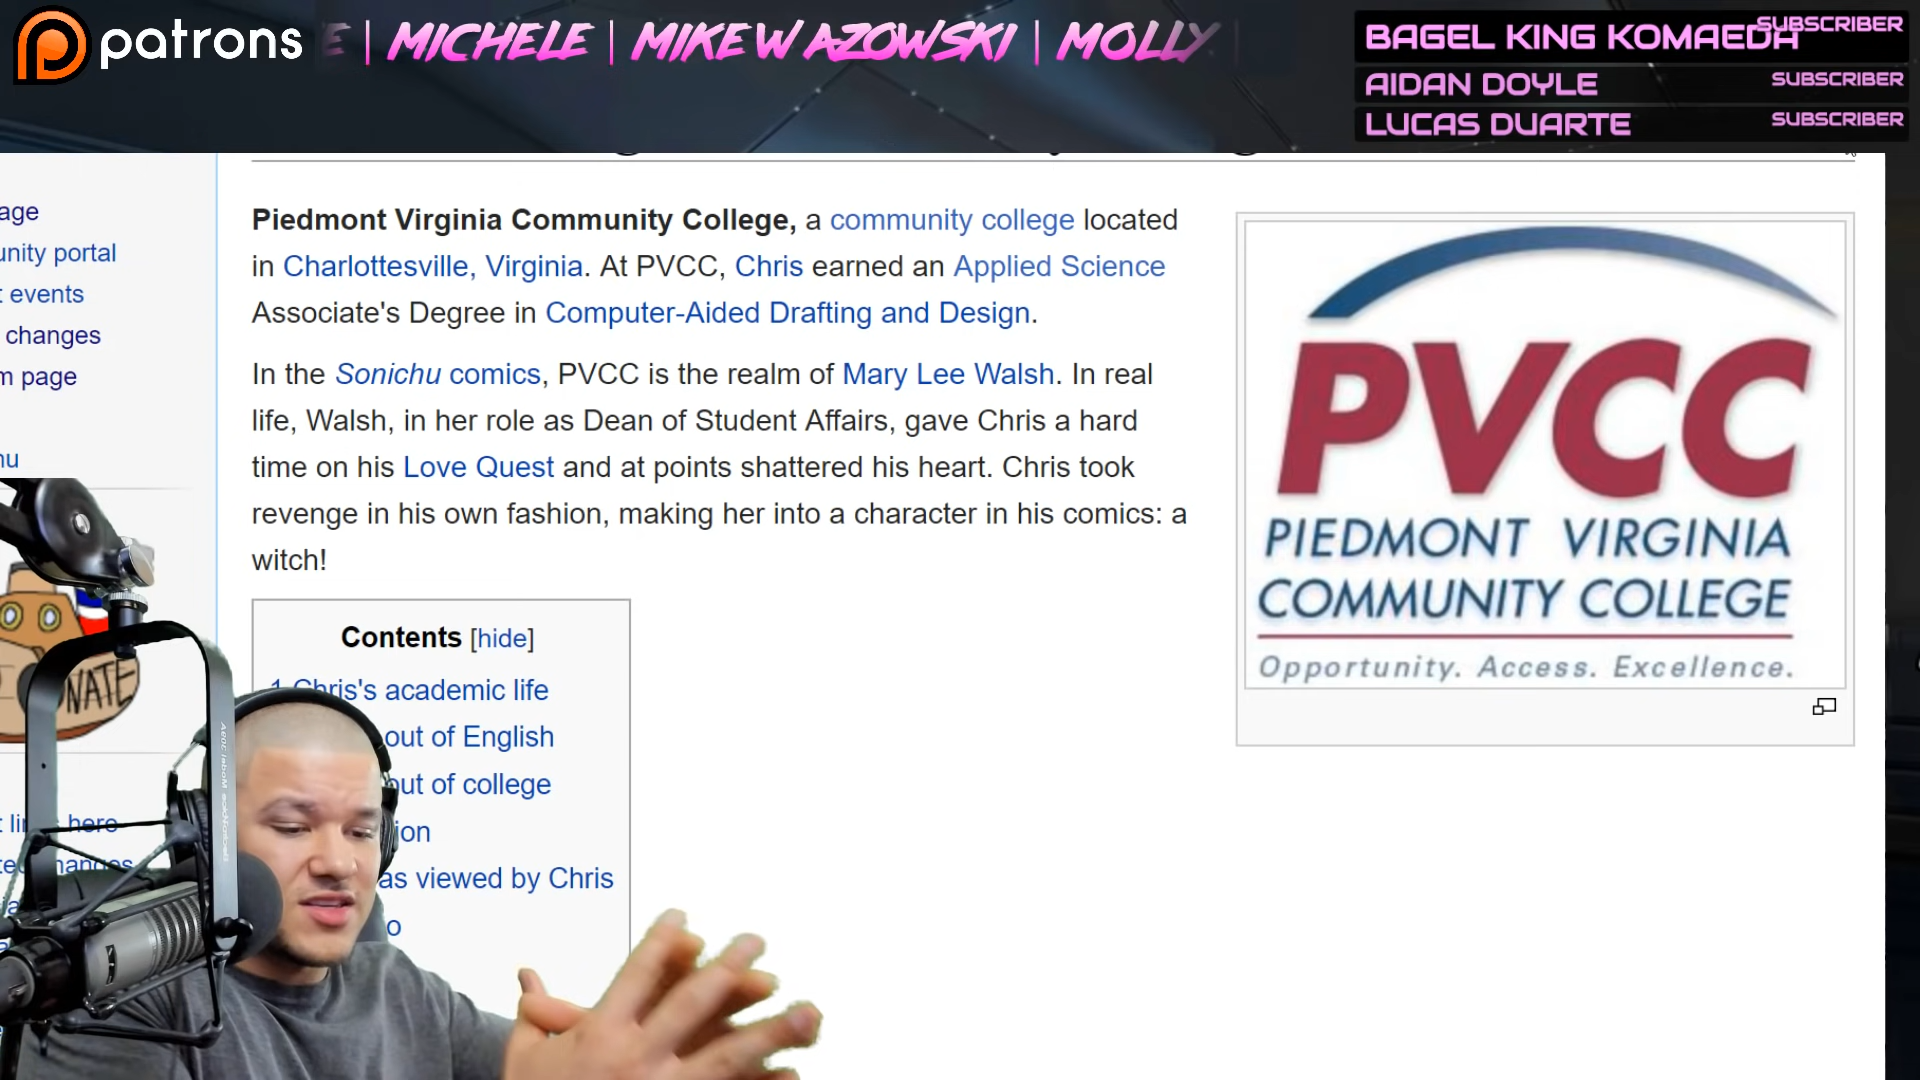 patrons
E | MICHELE | MIKE WAZOWSKI | MOLLY |
BAGEL KING KOMAEDA SUBSCRIBER
AIDAN DOYLE SUBSCRIBER
LUCAS DUARTE SUBSCRIBER
age
unity portal
t events
changes
m page
nu
NATE
here
changes
Piedmont Virginia Community College, a community college located
in Charlottesville, Virginia. At PVCC, Chris earned an Applied Science
Associate's Degree in Computer-Aided Drafting and Design.
In the Sonichu comics, PVCC is the realm of Mary Lee Walsh. In real
life, Walsh, in her role as Dean of Student Affairs, gave Chris a hard
time on his Love Quest and at points shattered his heart. Chris took
revenge in his own fashion, making her into a character in his comics: a
witch!
Contents [hide]
1 Chris's academic life
out of English
out of college
ion
as viewed by Chris
o
PVCC
PIEDMONT VIRGINIA
COMMUNITY COLLEGE
Opportunity. Access. Excellence.